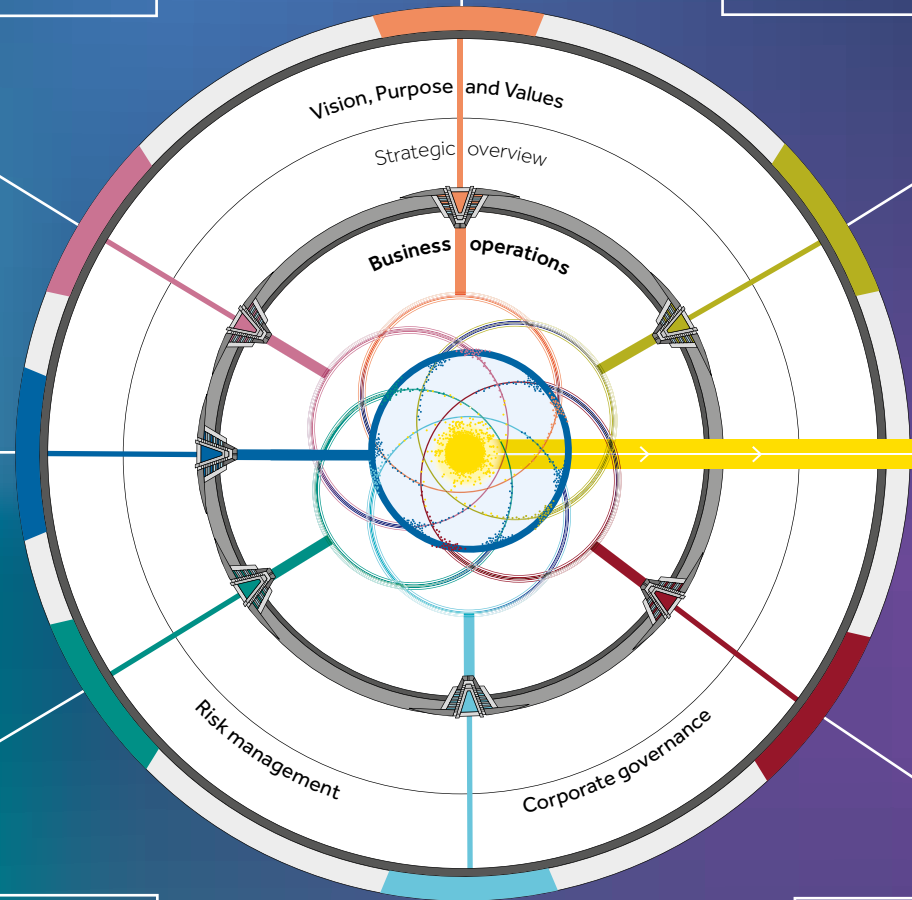 Vision, Purpose and Values
Strategic overview
Business operations
Risk management
Corporate governance